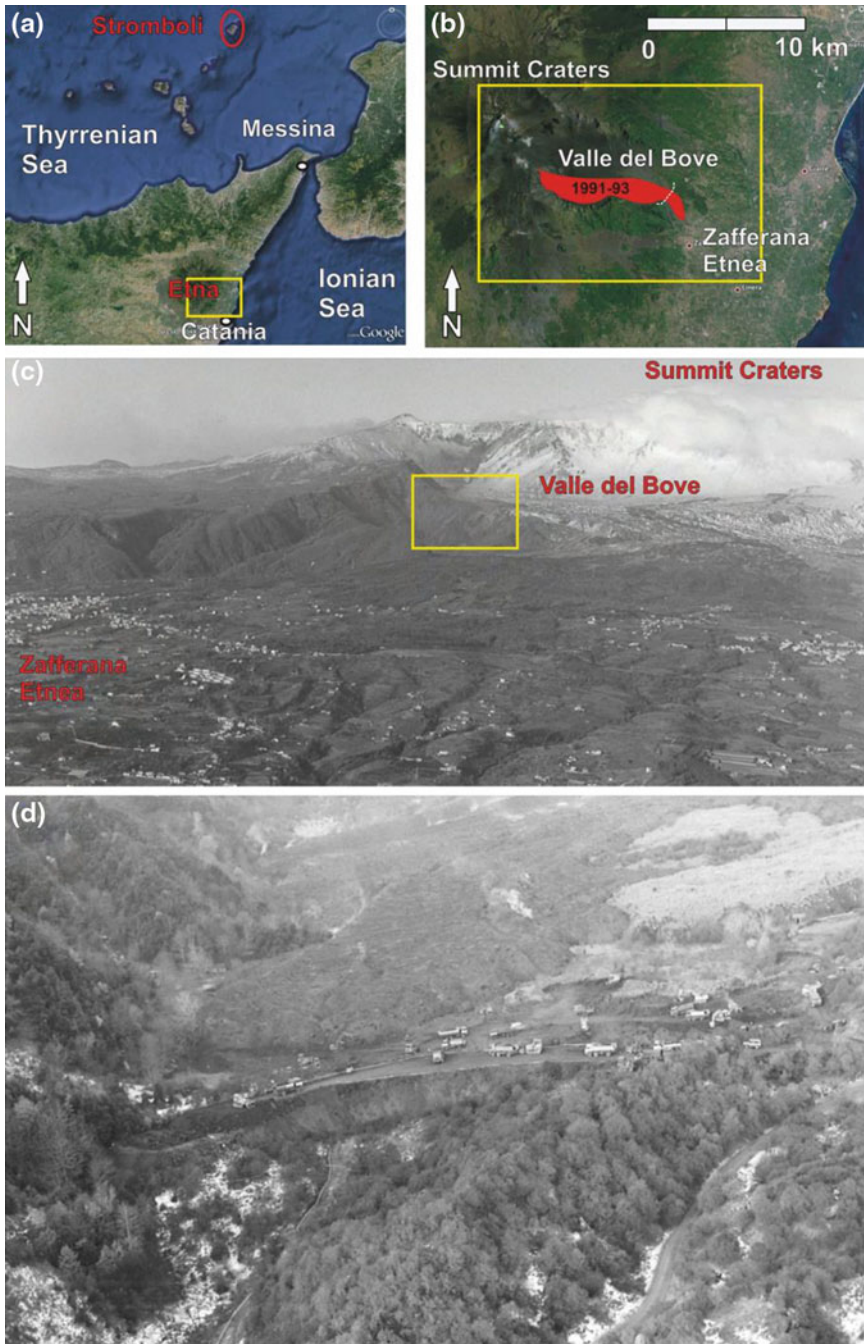 (a)
Stromboli
Thyrrenian
Sea
Messina
Etna
Ionian
Sea
N
Catania
Google
(b)
0 10 km
Summit Craters
Valle del Bove
1991-93
Zafferana
Etnea
N
(c)
Summit Craters
Valle del Bove
Zafferana
Etnea
(d)